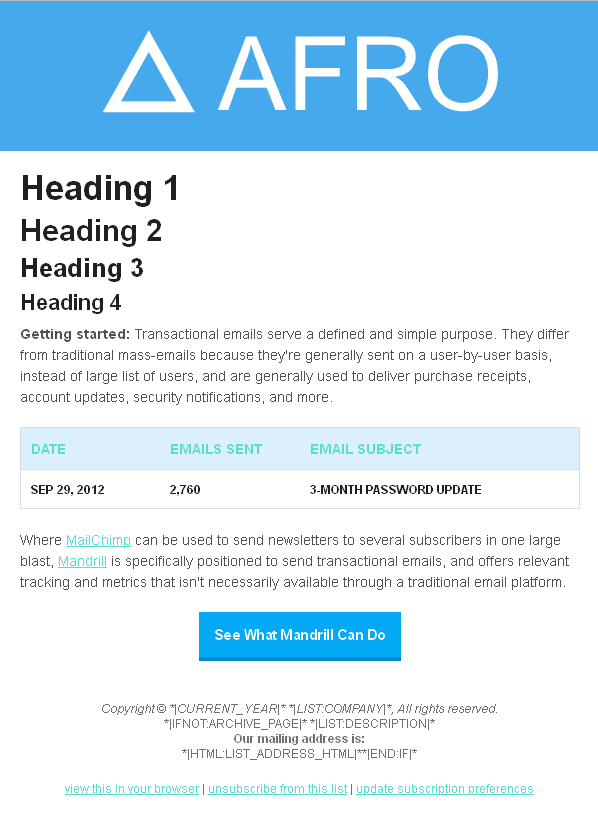 AFRO
Heading 1
Heading 2
Heading 3
Heading 4
Getting started: Transactional emails serve a defined and simple purpose. They differ
from traditional mass-emails because they're generally sent on a user-by-user basis,
instead of large list of users, and are generally used to deliver purchase receipts,
account updates, security notifications, and more.
DATE EMAILS SENT EMAIL SUBJECT
SEP 29, 2012 2,760 3-MONTH PASSWORD UPDATE
Where MailChimp can be used to send newsletters to several subscribers in one large
blast, Mandrill is specifically positioned to send transactional emails, and offers relevant
tracking and metrics that isn't necessarily available through a traditional email platform.
See What Mandrill Can Do
Copyright © *|CURRENT_YEAR|* *|LIST:COMPANY|*, All rights reserved.
*|IFNOT:ARCHIVE_PAGE|* *|LIST:DESCRIPTION|*
Our mailing address is:
*|HTML:LIST_ADDRESS_HTML|**|END:IF|*
view this in your browser | unsubscribe from this list | update subscription preferences